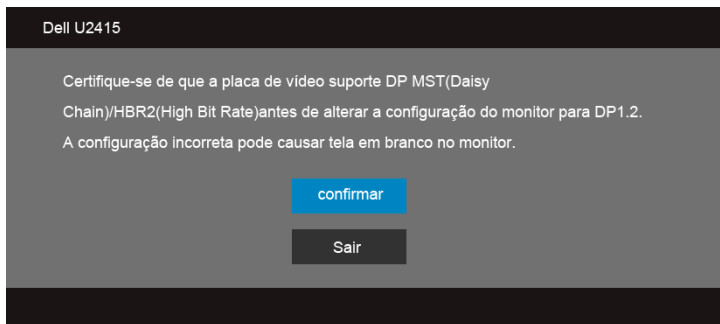 Dell U2415
Certifique-se de que a placa de vídeo suporte DP MST(Daisy
Chain)/HBR2(High Bit Rate)antes de alterar a configuração do monitor para DP1.2.
A configuração incorreta pode causar tela em branco no monitor.
confirmar
Sair